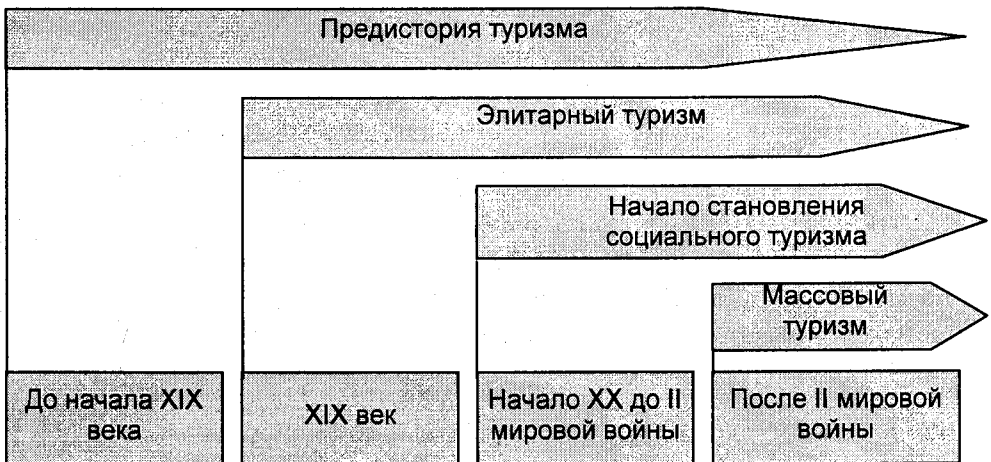 Предистория туризма
Элитарный туризм
Начало становления
социального туризма
Массовый
туризм
До начала XIX
века
XIX век
Начало XX до II
мировой войны
После II мировой
войны